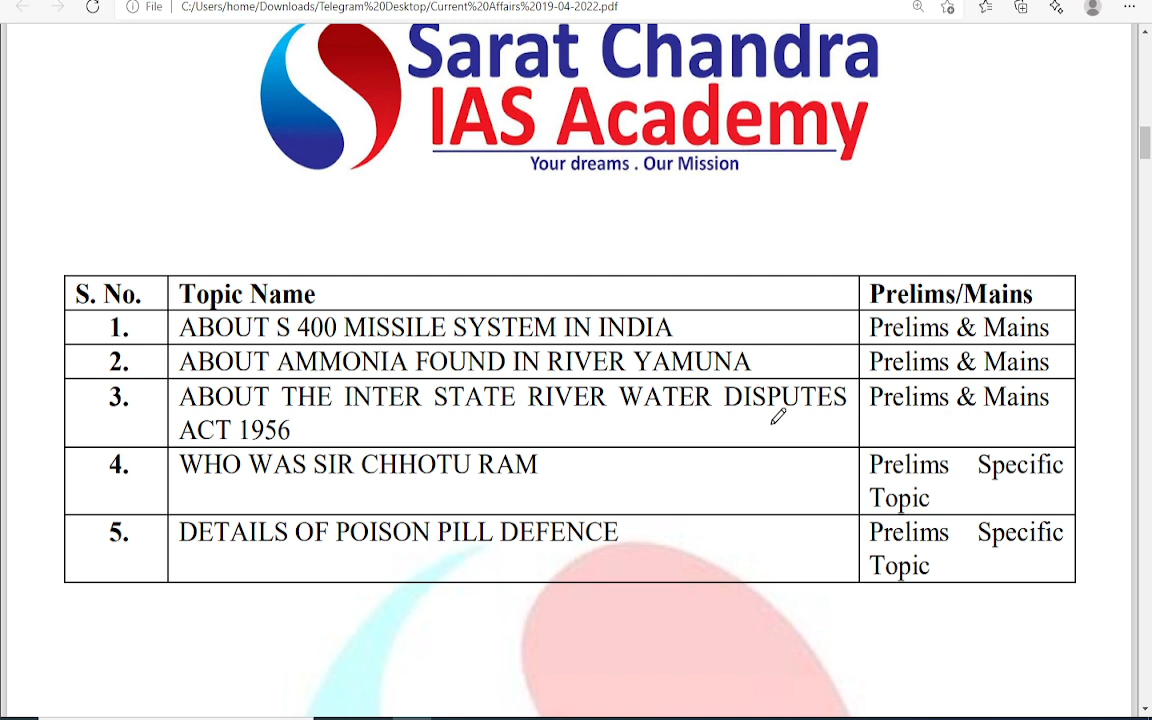 File | C:/Users/home/Downloads/Telegram%20Desktop/Current%20Affairs%2019-04-2022.pdf
Sarat Chandra
IAS Academy
Your dreams . Our Mission
S. No. Topic Name Prelims/Mains
1. ABOUT S 400 MISSILE SYSTEM IN INDIA Prelims & Mains
2. ABOUT AMMONIA FOUND IN RIVER YAMUNA Prelims & Mains
3. ABOUT THE INTER STATE RIVER WATER DISPUTES Prelims & Mains
ACT 1956
4. WHO WAS SIR CHHOTU RAM Prelims Specific
Topic
5. DETAILS OF POISON PILL DEFENCE Prelims Specific
Topic